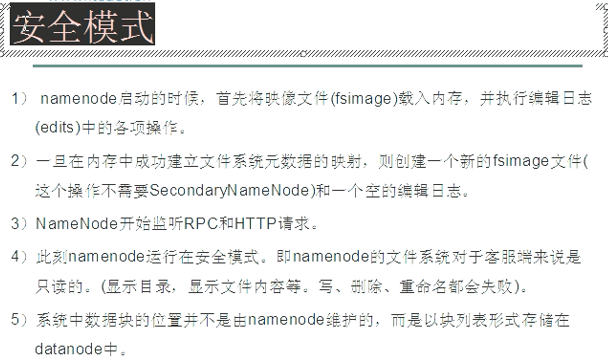 安全模式
1） namenode启动的时候，首先将映像文件(fsimage)载入内存，并执行编辑日志
(edits)中的各项操作。
2）一旦在内存中成功建立文件系统元数据的映射，则创建一个新的fsimage文件(
这个操作不需要SecondaryNameNode)和一个空的编辑日志。
3）NameNode开始监听RPC和HTTP请求。
4）此刻namenode运行在安全模式。即namenode的文件系统对于客服端来说是
只读的。(显示目录，显示文件内容等。写、删除、重命名都会失败)。
5）系统中数据块的位置并不是由namenode维护的，而是以块列表形式存储在
datanode中。